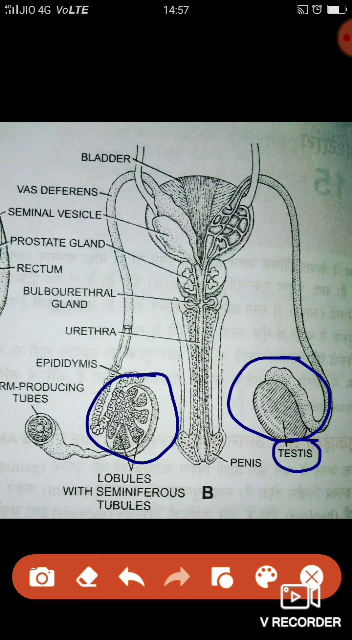 JIO 4G VoLTE
14:57
BLADDER
VAS DEFERENS
SEMINAL VESICLE
PROSTATE GLAND
RECTUM
BULBOURETHRAL
GLAND
URETHRA
EPIDIDYMIS
RM-PRODUCING
TUBES
PENIS
TESTIS
LOBULES
WITH SEMINIFEROUS
TUBULES
B
15
V RECORDER